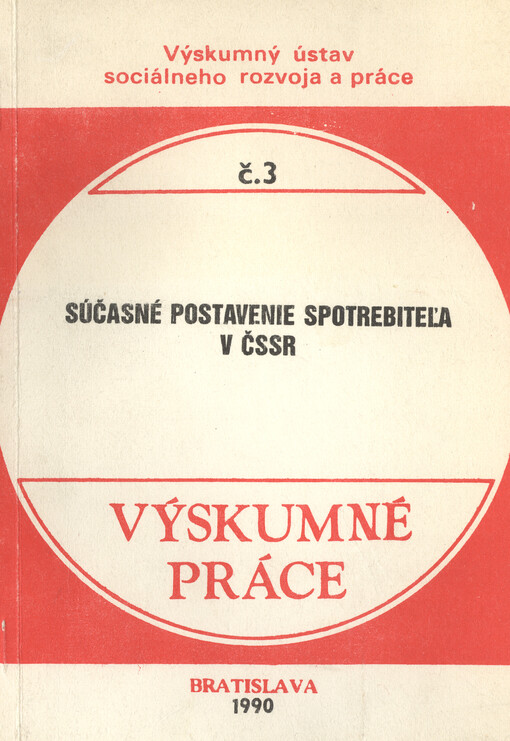 Výskumný ústav
sociálneho rozvoja a práce
č.3
SÚČASNÉ POSTAVENIE SPOTREBITEĽA
V ČSSR
VÝSKUMNÉ
PRÁCE
BRATISLAVA
1990